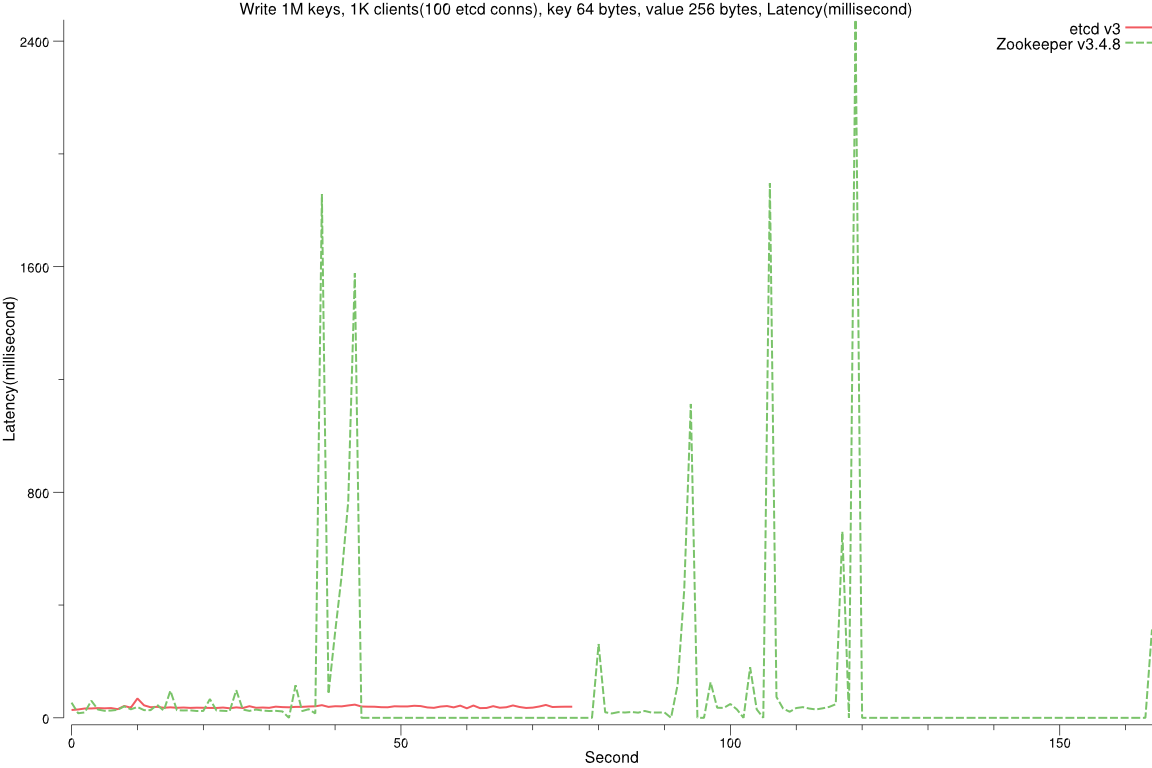 Write 1M keys, 1K clients(100 etcd conns), key 64 bytes, value 256 bytes, Latency(millisecond)
etcd v3
Zookeeper v3.4.8
2400
1600
800
0
Latency(millisecond)
0 50 100 150
Second